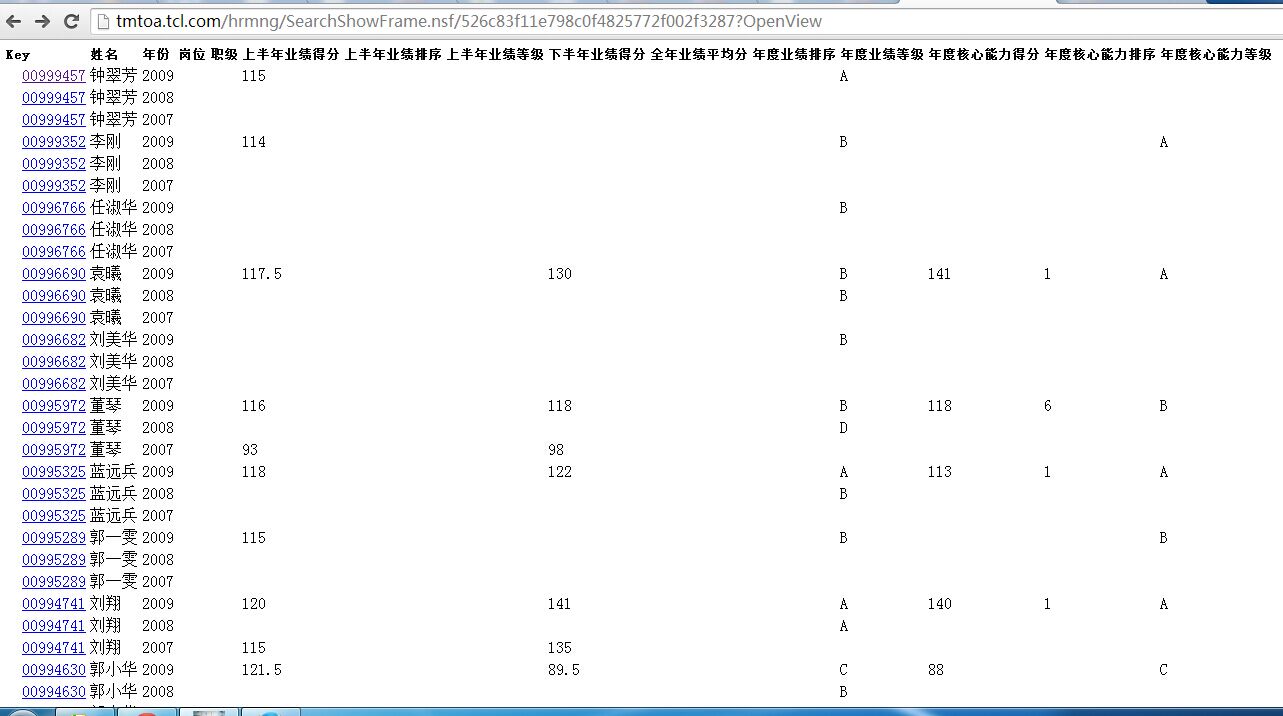 tmtoa.tcl.com/hrmng/SearchShowFrame.nsf/526c83f11e798c0f4825772f002f3287?OpenView
Key 姓名 年份 岗位 职级 上半年业绩得分 上半年业绩排序 上半年业绩等级 下半年业绩得分 全年业绩平均分 年度业绩排序 年度业绩等级 年度核心能力得分 年度核心能力排序 年度核心能力等级
00999457 钟翠芳 2009 115 A
00999457 钟翠芳 2008
00999457 钟翠芳 2007
00999352 李刚 2009 114 B A
00999352 李刚 2008
00999352 李刚 2007
00996766 任淑华 2009 B
00996766 任淑华 2008
00996766 任淑华 2007
00996690 袁曦 2009 117.5 130 B 141 1 A
00996690 袁曦 2008 B
00996690 袁曦 2007
00996682 刘美华 2009 B
00996682 刘美华 2008
00996682 刘美华 2007
00995972 董琴 2009 116 118 B 118 6 B
00995972 董琴 2008 D
00995972 董琴 2007 93 98
00995325 蓝远兵 2009 118 122 A 113 1 A
00995325 蓝远兵 2008 B
00995325 蓝远兵 2007
00995289 郭一雯 2009 115 B B
00995289 郭一雯 2008
00995289 郭一雯 2007
00994741 刘翔 2009 120 141 A 140 1 A
00994741 刘翔 2008 A
00994741 刘翔 2007 115 135
00994630 郭小华 2009 121.5 89.5 C 88 C
00994630 郭小华 2008 B